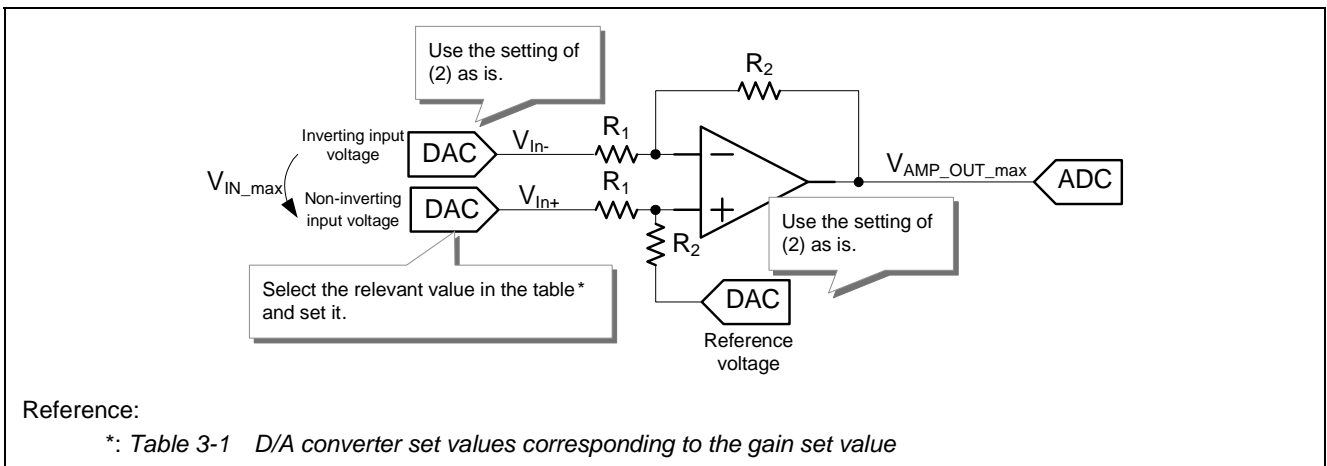 Use the setting of
(2) as is.
R2
Inverting input
voltage
DAC
VIn-
R1
VIN_max
Non-inverting
input voltage
DAC
VIn+
R1
VAMP_OUT_max
ADC
R2
Use the setting of
(2) as is.
Select the relevant value in the table*
and set it.
DAC
Reference
voltage
Reference:
*: Table 3-1 D/A converter set values corresponding to the gain set value